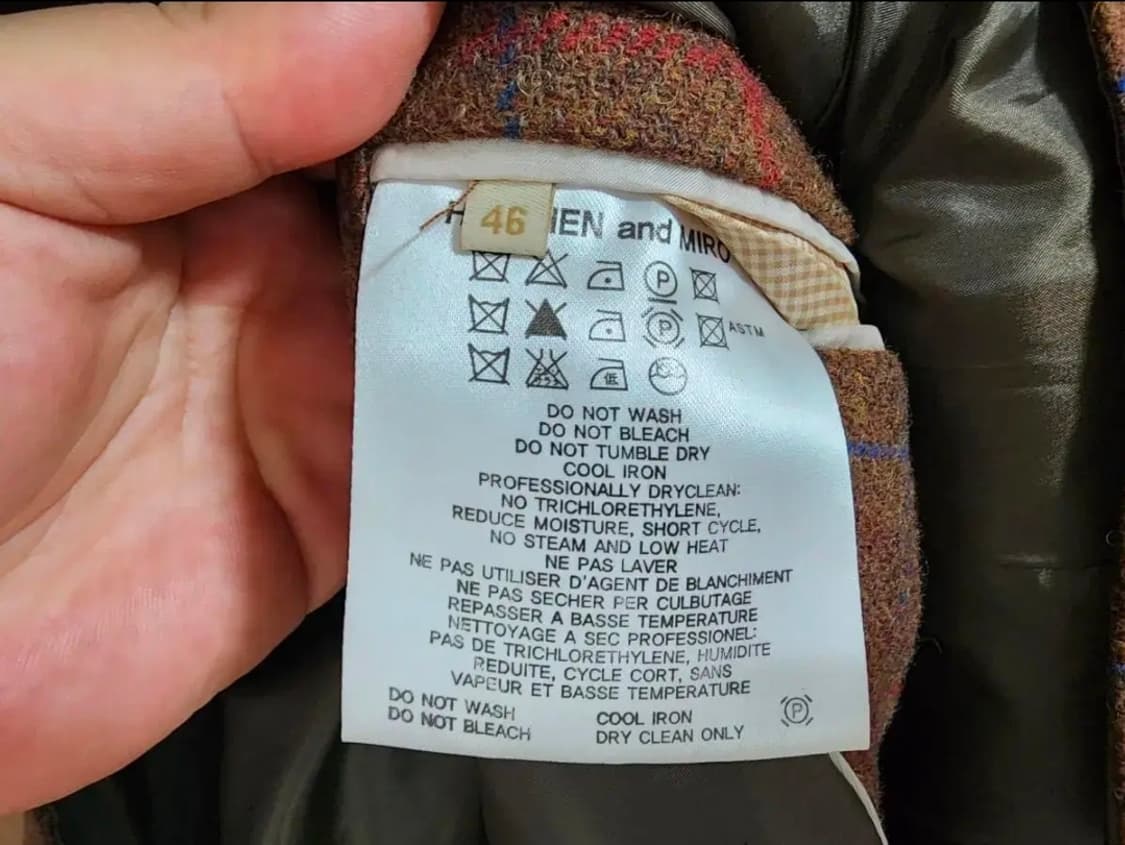 46
and MIRO
P
P ASTM
低
DO NOT WASH
DO NOT BLEACH
DO NOT TUMBLE DRY
COOL IRON
PROFESSIONALLY DRYCLEAN:
NO TRICHLORETHYLENE,
REDUCE MOISTURE, SHORT CYCLE,
NO STEAM AND LOW HEAT
NE PAS LAVER
NE PAS UTILISER D'AGENT DE BLANCHIMENT
NE PAS SECHER PER CULBUTAGE
REPASSER A BASSE TEMPERATURE
NETTOYAGE A SEC PROFESSIONEL:
PAS DE TRICHLORETHYLENE, HUMIDITE
REDUITE, CYCLE CORT, SANS
VAPEUR ET BASSE TEMPERATURE
DO NOT WASH
DO NOT BLEACH
COOL IRON
DRY CLEAN ONLY
P